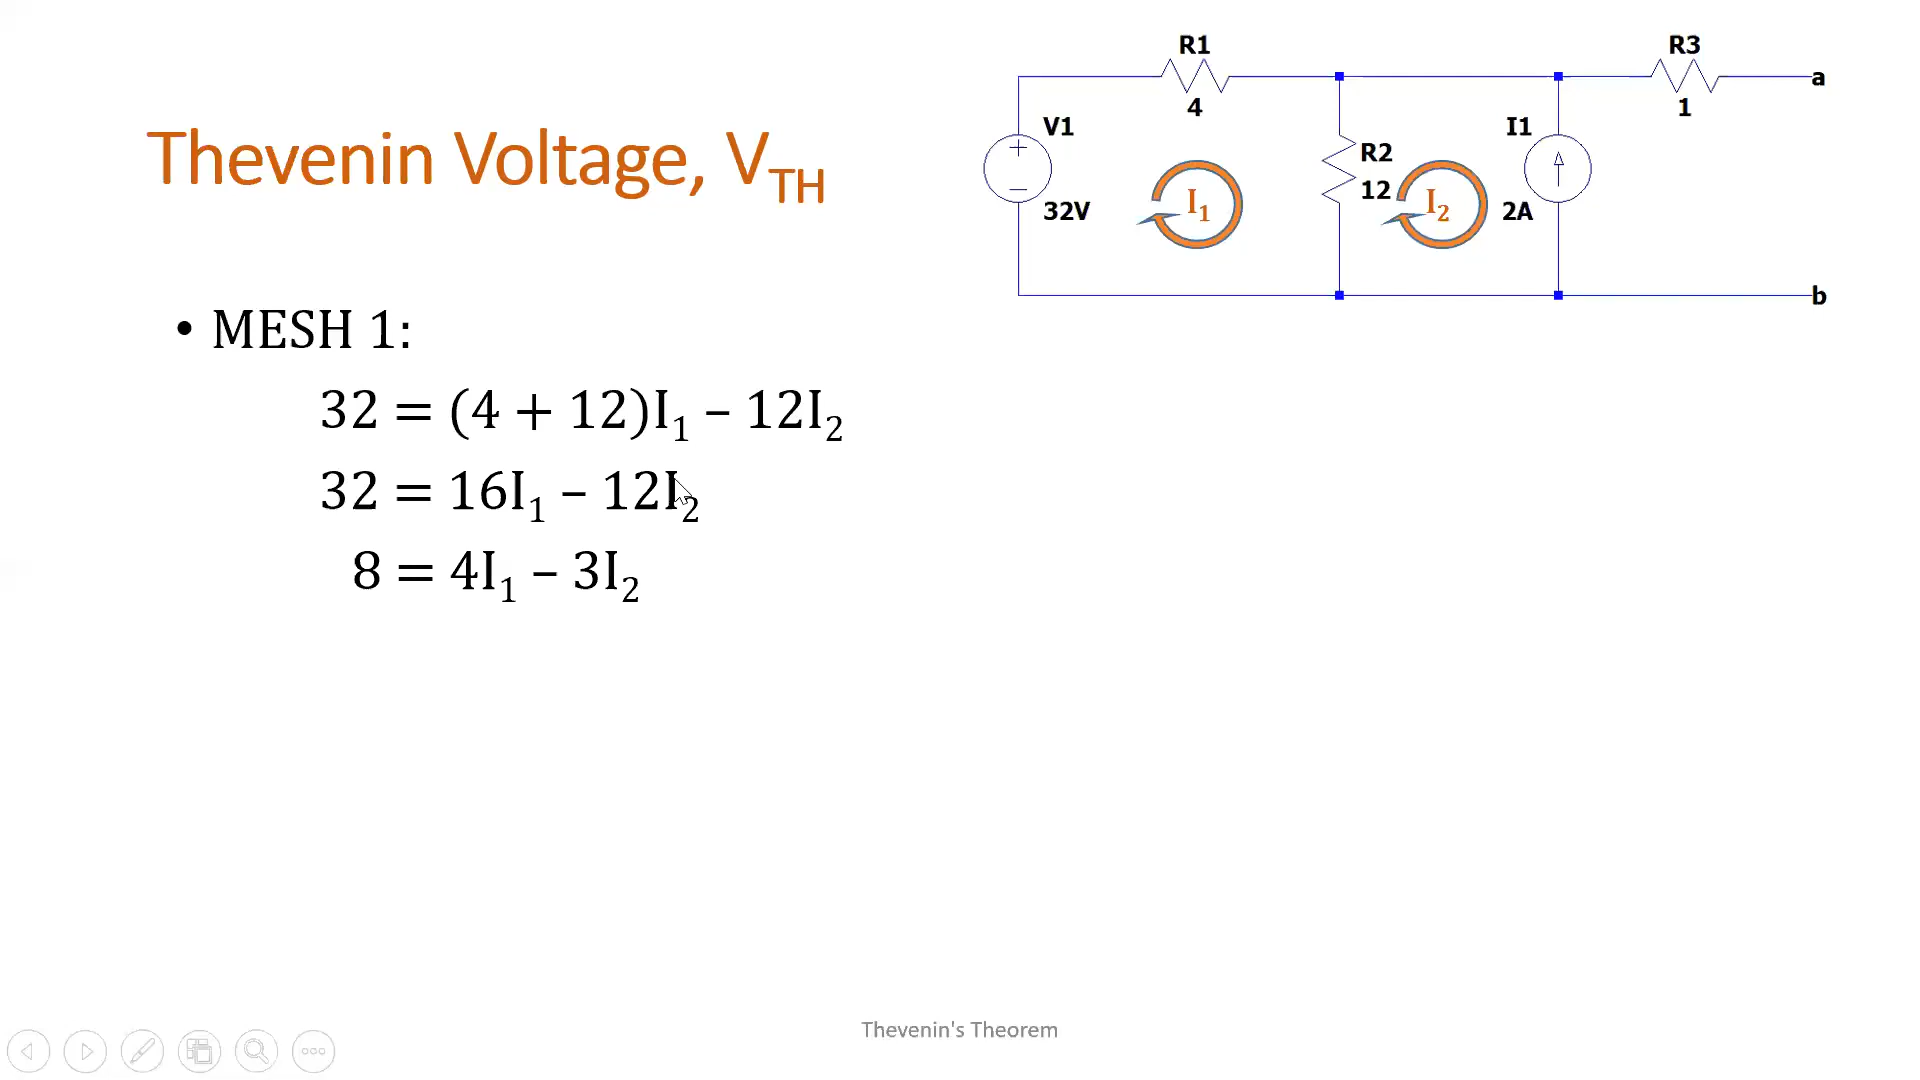 Thevenin Voltage, V_TH
R1
4
R3
1
a
V1
32V
R2
12
I1
2A
I₁
I₂
b
• MESH 1:
32 = (4 + 12)I₁ – 12I₂
32 = 16I₁ – 12I₂
8 = 4I₁ – 3I₂
Thevenin's Theorem